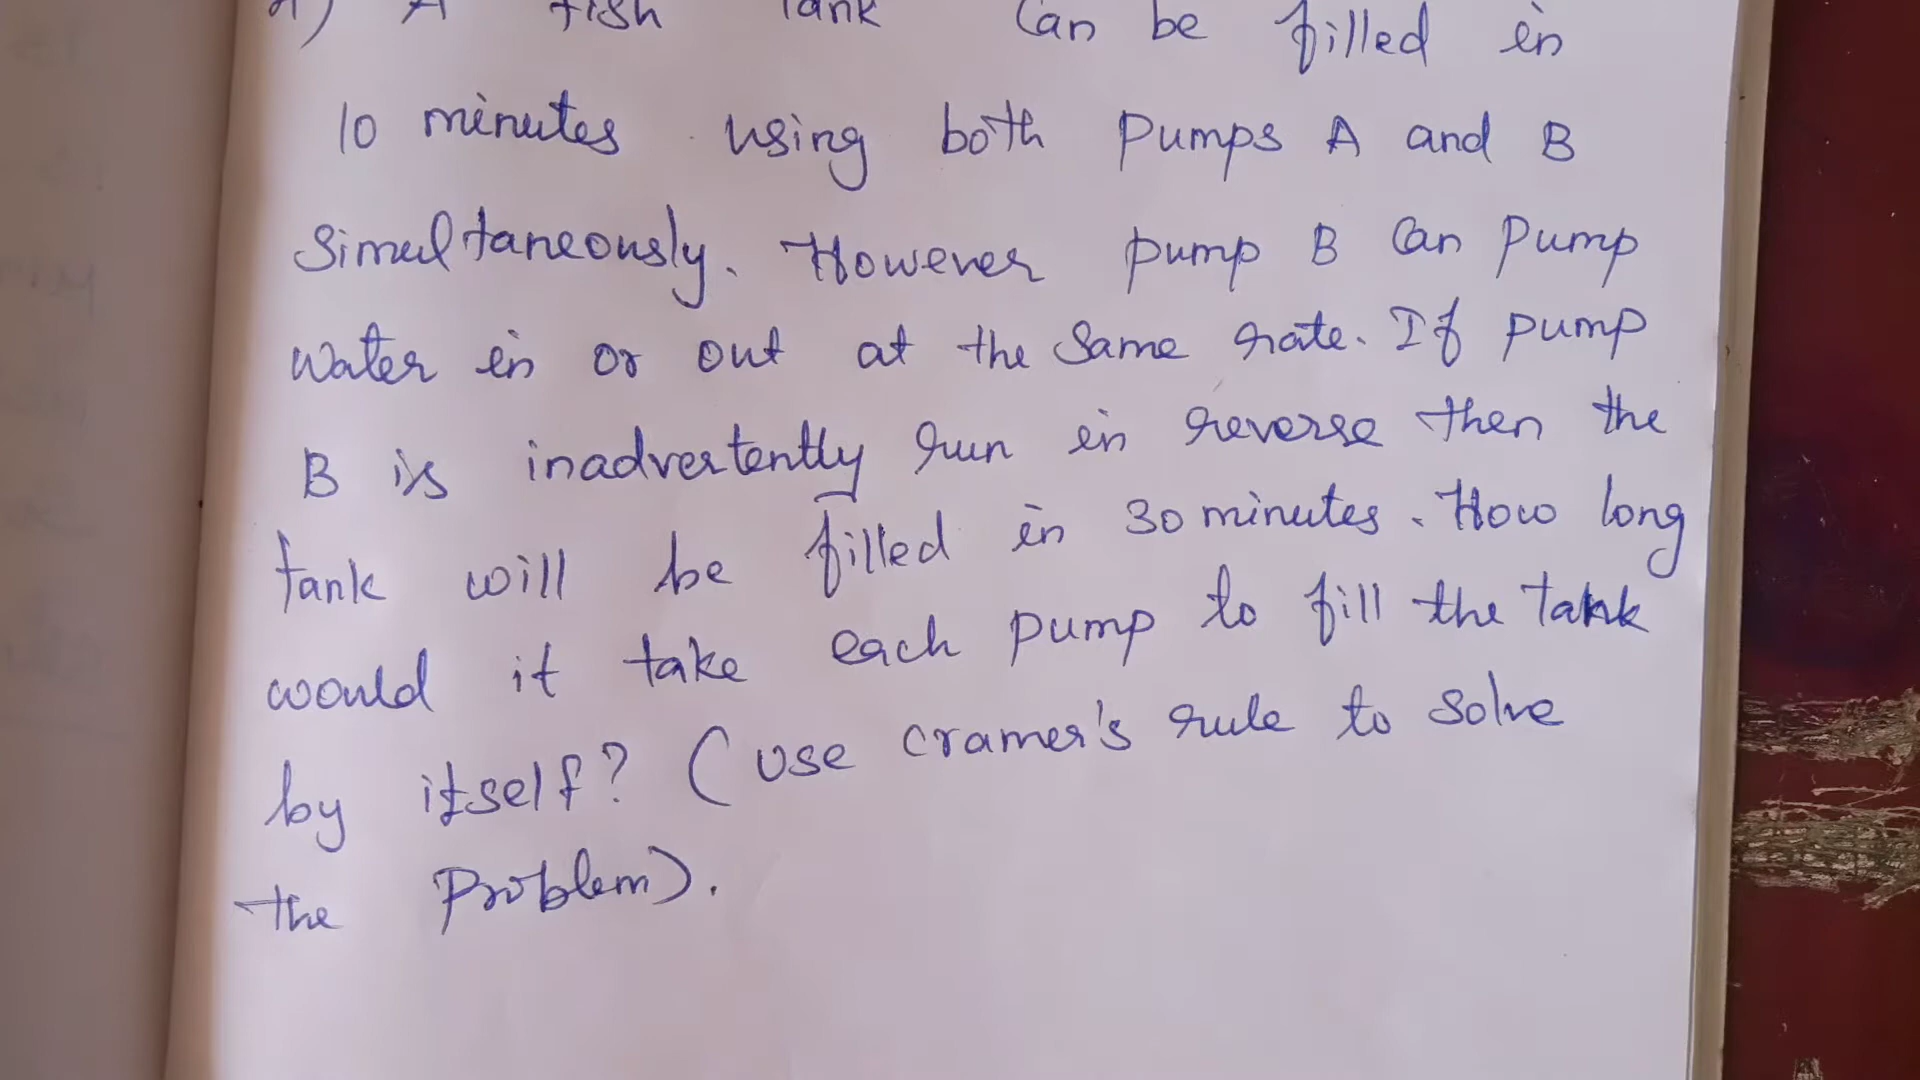 A Fish Tank Can be filled in
10 minutes using both Pumps A and B
Simultaneously. However pump B Can Pump
Water in or out at the Same rate. If pump
B is inadvertently run in reverse then the
tank will be filled in 30 minutes. How long
would it take each pump to fill the Tank
by itself? (use cramer's rule to solve
the Problem).